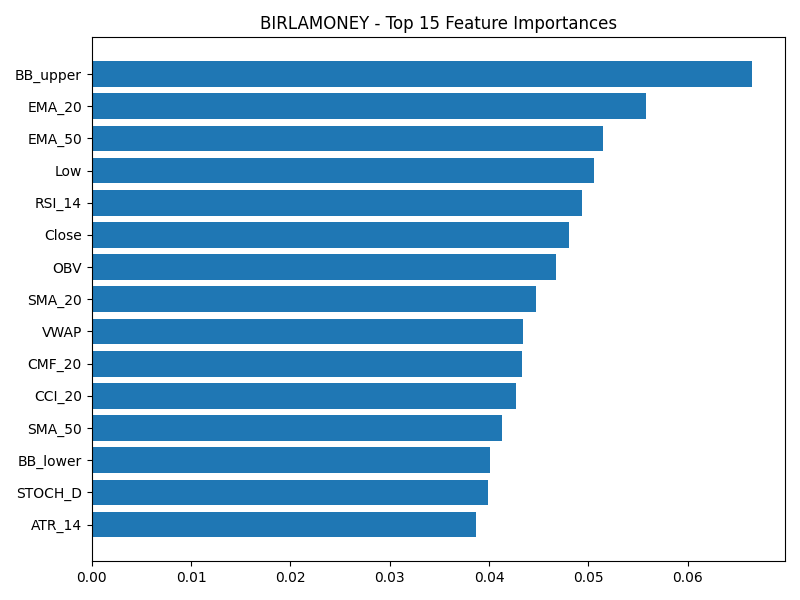 BIRLAMONEY - Top 15 Feature Importances
BB_upper
EMA_20
EMA_50
Low
RSI_14
Close
OBV
SMA_20
VWAP
CMF_20
CCI_20
SMA_50
BB_lower
STOCH_D
ATR_14
0.00 0.01 0.02 0.03 0.04 0.05 0.06